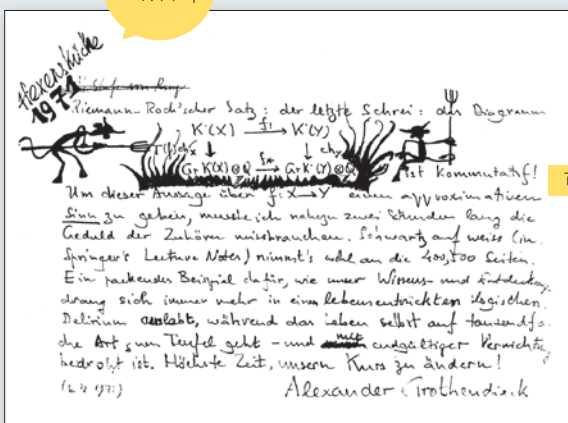 Hexenküche
1971
Riemann-Roch'scher Satz: der letzte Schrei: das Diagramm
K˙(X) f! K˙(Y)
T(f)ch_X ch_Y
Gr K˙(X)⊗Q f* Gr K˙(Y)⊗Q
ist kommutatif!
Um dieser Aussage über f: X→Y einen approximativen
Sinn zu geben, musste ich nahezu zwei Stunden lang die
Geduld der Zuhörer missbrauchen. Schwartz auf weiss (in
Springer's Lecture Notes) nimmt's wohl an die 400, 500 Seiten.
Ein packendes Beispiel dafür, wie unser Wissens- und Entdeckungs
drang sich immer mehr in einem lebensentrückten logischen
Delirium auslebt, während das Leben selbst auf tausendfa
che Art zum Teufel geht - und mit endgültiger Vernichtung
bedroht ist. Höchste Zeit, unsern Kurs zu ändern!
Alexander Grothendieck